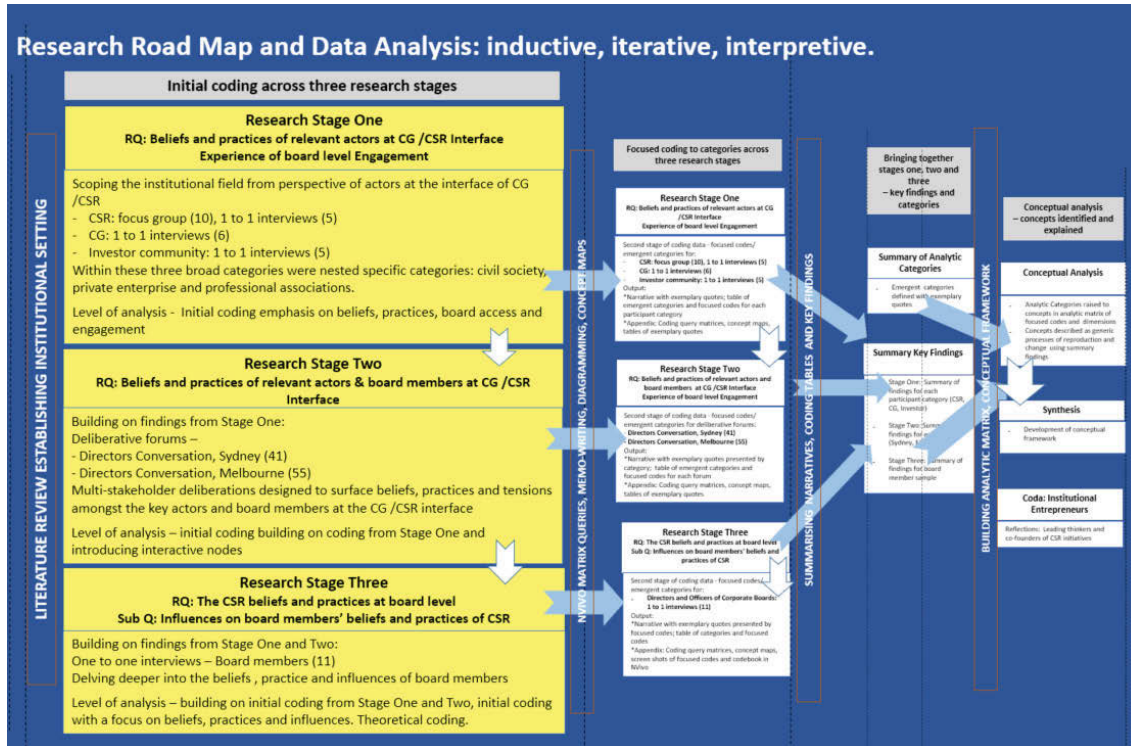 Research Road Map and Data Analysis: inductive, iterative, interpretive.
LITERATURE REVIEW ESTABLISHING INSTITUTIONAL SETTING
Initial coding across three research stages
Research Stage One
RQ: Beliefs and practices of relevant actors at CG /CSR Interface
Experience of board level Engagement
Scoping the institutional field from perspective of actors at the interface of CG
/CSR
- CSR: focus group (10), 1 to 1 interviews (5)
- CG: 1 to 1 interviews (6)
- Investor community: 1 to 1 interviews (5)
Within these three broad categories were nested specific categories: civil society,
private enterprise and professional associations.
Level of analysis - Initial coding emphasis on beliefs, practices, board access and
engagement
Research Stage Two
RQ: Beliefs and practices of relevant actors & board members at CG /CSR
Interface
Building on findings from Stage One:
Deliberative forums –
- Directors Conversation, Sydney (41)
- Directors Conversation, Melbourne (55)
Multi-stakeholder deliberations designed to surface beliefs, practices and tensions
amongst the key actors and board members at the CG /CSR interface
Level of analysis – initial coding building on coding from Stage One and
introducing interactive nodes
Research Stage Three
RQ: The CSR beliefs and practices at board level
Sub Q: Influences on board members' beliefs and practices of CSR
Building on findings from Stage One and Two:
One to one interviews – Board members (11)
Delving deeper into the beliefs , practice and influences of board members
Level of analysis – building on initial coding from Stage One and Two, initial coding
with a focus on beliefs, practices and influences. Theoretical coding.
NVIVO MATRIX QUERIES, MEMO-WRITING, DIAGRAMMING, CONCEPT MAPS
Focused coding to categories across
three research stages
Research Stage One
RQ: Beliefs and practices of relevant actors at CG
/CSR Interface
Experience of board level Engagement
Second stage of coding data - focused codes/
emergent categories for:
- CSR: focus group (10), 1 to 1 interviews (5)
- CG: 1 to 1 interviews (6)
- Investor community: 1 to 1 interviews (5)
Output:
*Narrative with exemplary quotes; table of
emergent categories and focused codes for each
participant category
*Appendix: Coding query matrices, concept maps,
tables of exemplary quotes
Research Stage Two
RQ: Beliefs and practices of relevant actors and
board members at CG /CSR Interface
Experience of board level Engagement
Second stage of coding data - focused codes/
emergent categories for deliberative forums:
Directors Conversation, Sydney (41)
Directors Conversation, Melbourne (55)
Output:
*Narrative with exemplary quotes presented by
category; table of emergent categories and
focused codes for each forum
*Appendix: Coding query matrices, concept maps,
tables of exemplary quotes
Research Stage Three
RQ: The CSR beliefs and practices at board level
Sub Q: Influences on board members' beliefs and
practices of CSR
Second stage of coding data - focused codes/
emergent categories for:
- Directors and Officers of Corporate Boards:
1 to 1 interviews (11)
Output:
*Narrative with exemplary quotes presented by
focused codes; table of categories and focused
codes
*Appendix: Coding query matrices, concept maps,
screen shots of focused codes and codebook in
NVivo
SUMMARISING NARRATIVES, CODING TABLES AND KEY FINDINGS
Bringing together
stages one, two and
three
– key findings and
categories
Summary of Analytic
Categories
- Emergent categories
defined with exemplary
quotes
Summary Key Findings
- Stage One: Summary of
findings for each
participant category (CSR,
CG, Investor)
- Stage Two:
findings for
(Sydney,
- Stage Three: Summary of
findings for board
member sample
BUILDING ANALYTIC MATRIX, CONCEPTUAL FRAMEWORK
Conceptual analysis
– concepts identified and
explained
Conceptual Analysis
- Analytic Categories raised to
concepts in analytic matrix of
focused codes and dimensions
- Concepts described as generic
processes of reproduction and
change using summary
findings
Synthesis
- Development of conceptual
framework
Coda: Institutional
Entrepreneurs
Reflections: Leading thinkers and
co-founders of CSR initiatives